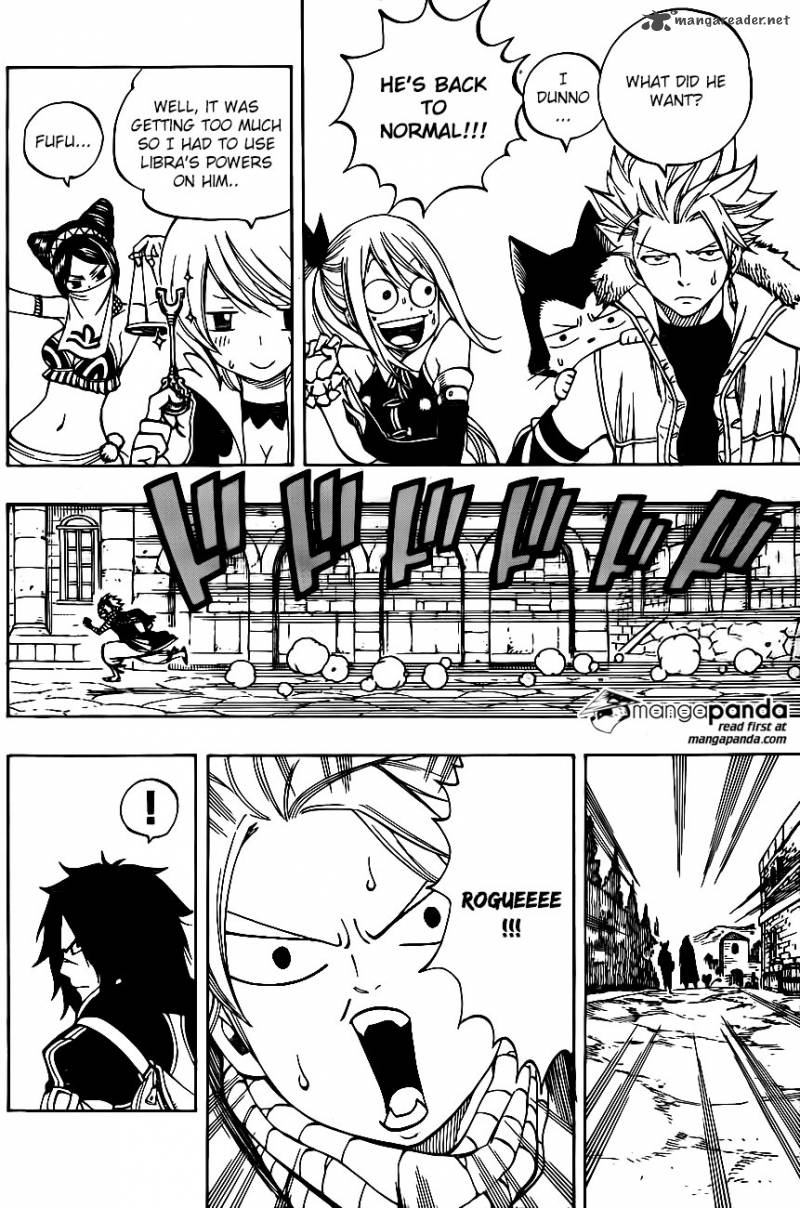 mangareader.net
WHAT DID HE
WANT?
I
DUNNO
...
HE'S BACK
TO
NORMAL!!!
WELL, IT WAS
GETTING TOO MUCH
SO I HAD TO USE
LIBRA'S POWERS
ON HIM..
FUFU...
ドドドドドド
mangapanda
read first at
mangapanda.com
ROGUEEEE
!!!
!